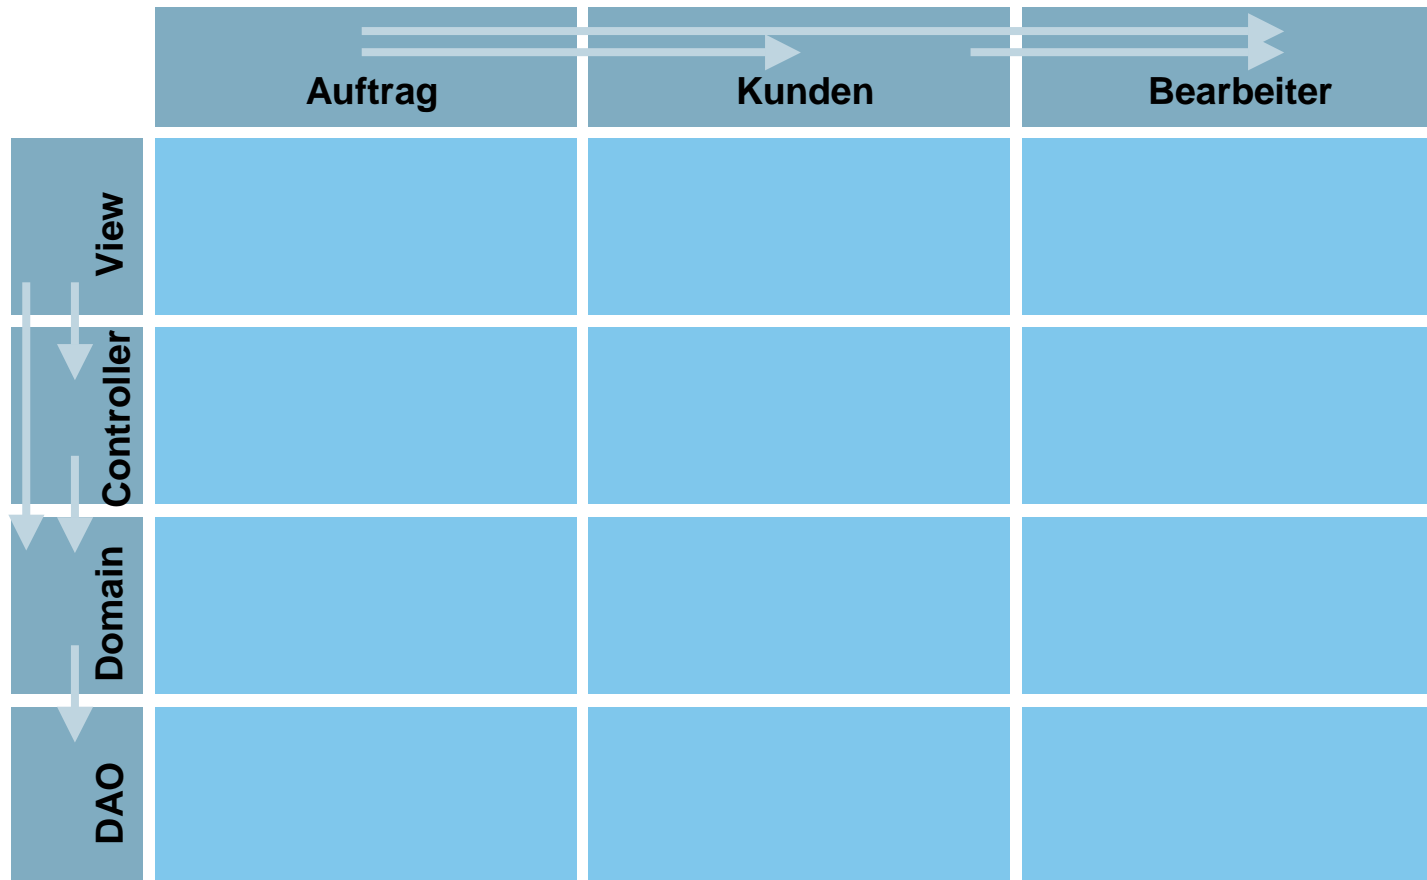 Auftrag
Kunden
Bearbeiter
View
Controller
Domain
DAO